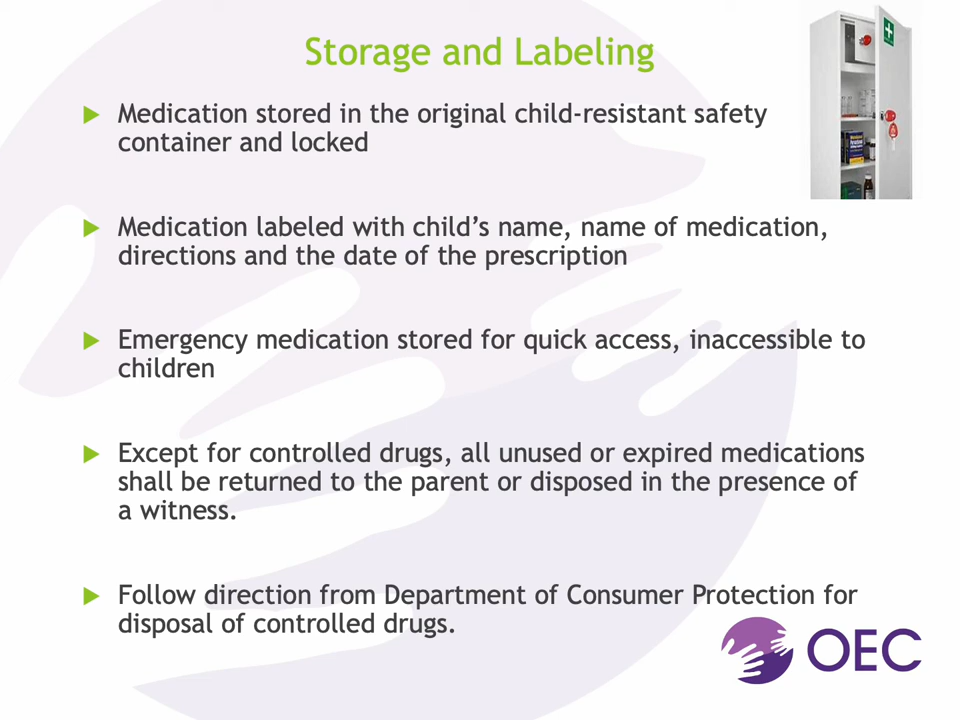 Storage and Labeling
Medication stored in the original child-resistant safety
container and locked
Medication labeled with child’s name, name of medication,
directions and the date of the prescription
Emergency medication stored for quick access, inaccessible to
children
Except for controlled drugs, all unused or expired medications
shall be returned to the parent or disposed in the presence of
a witness.
Follow direction from Department of Consumer Protection for
disposal of controlled drugs.
OEC